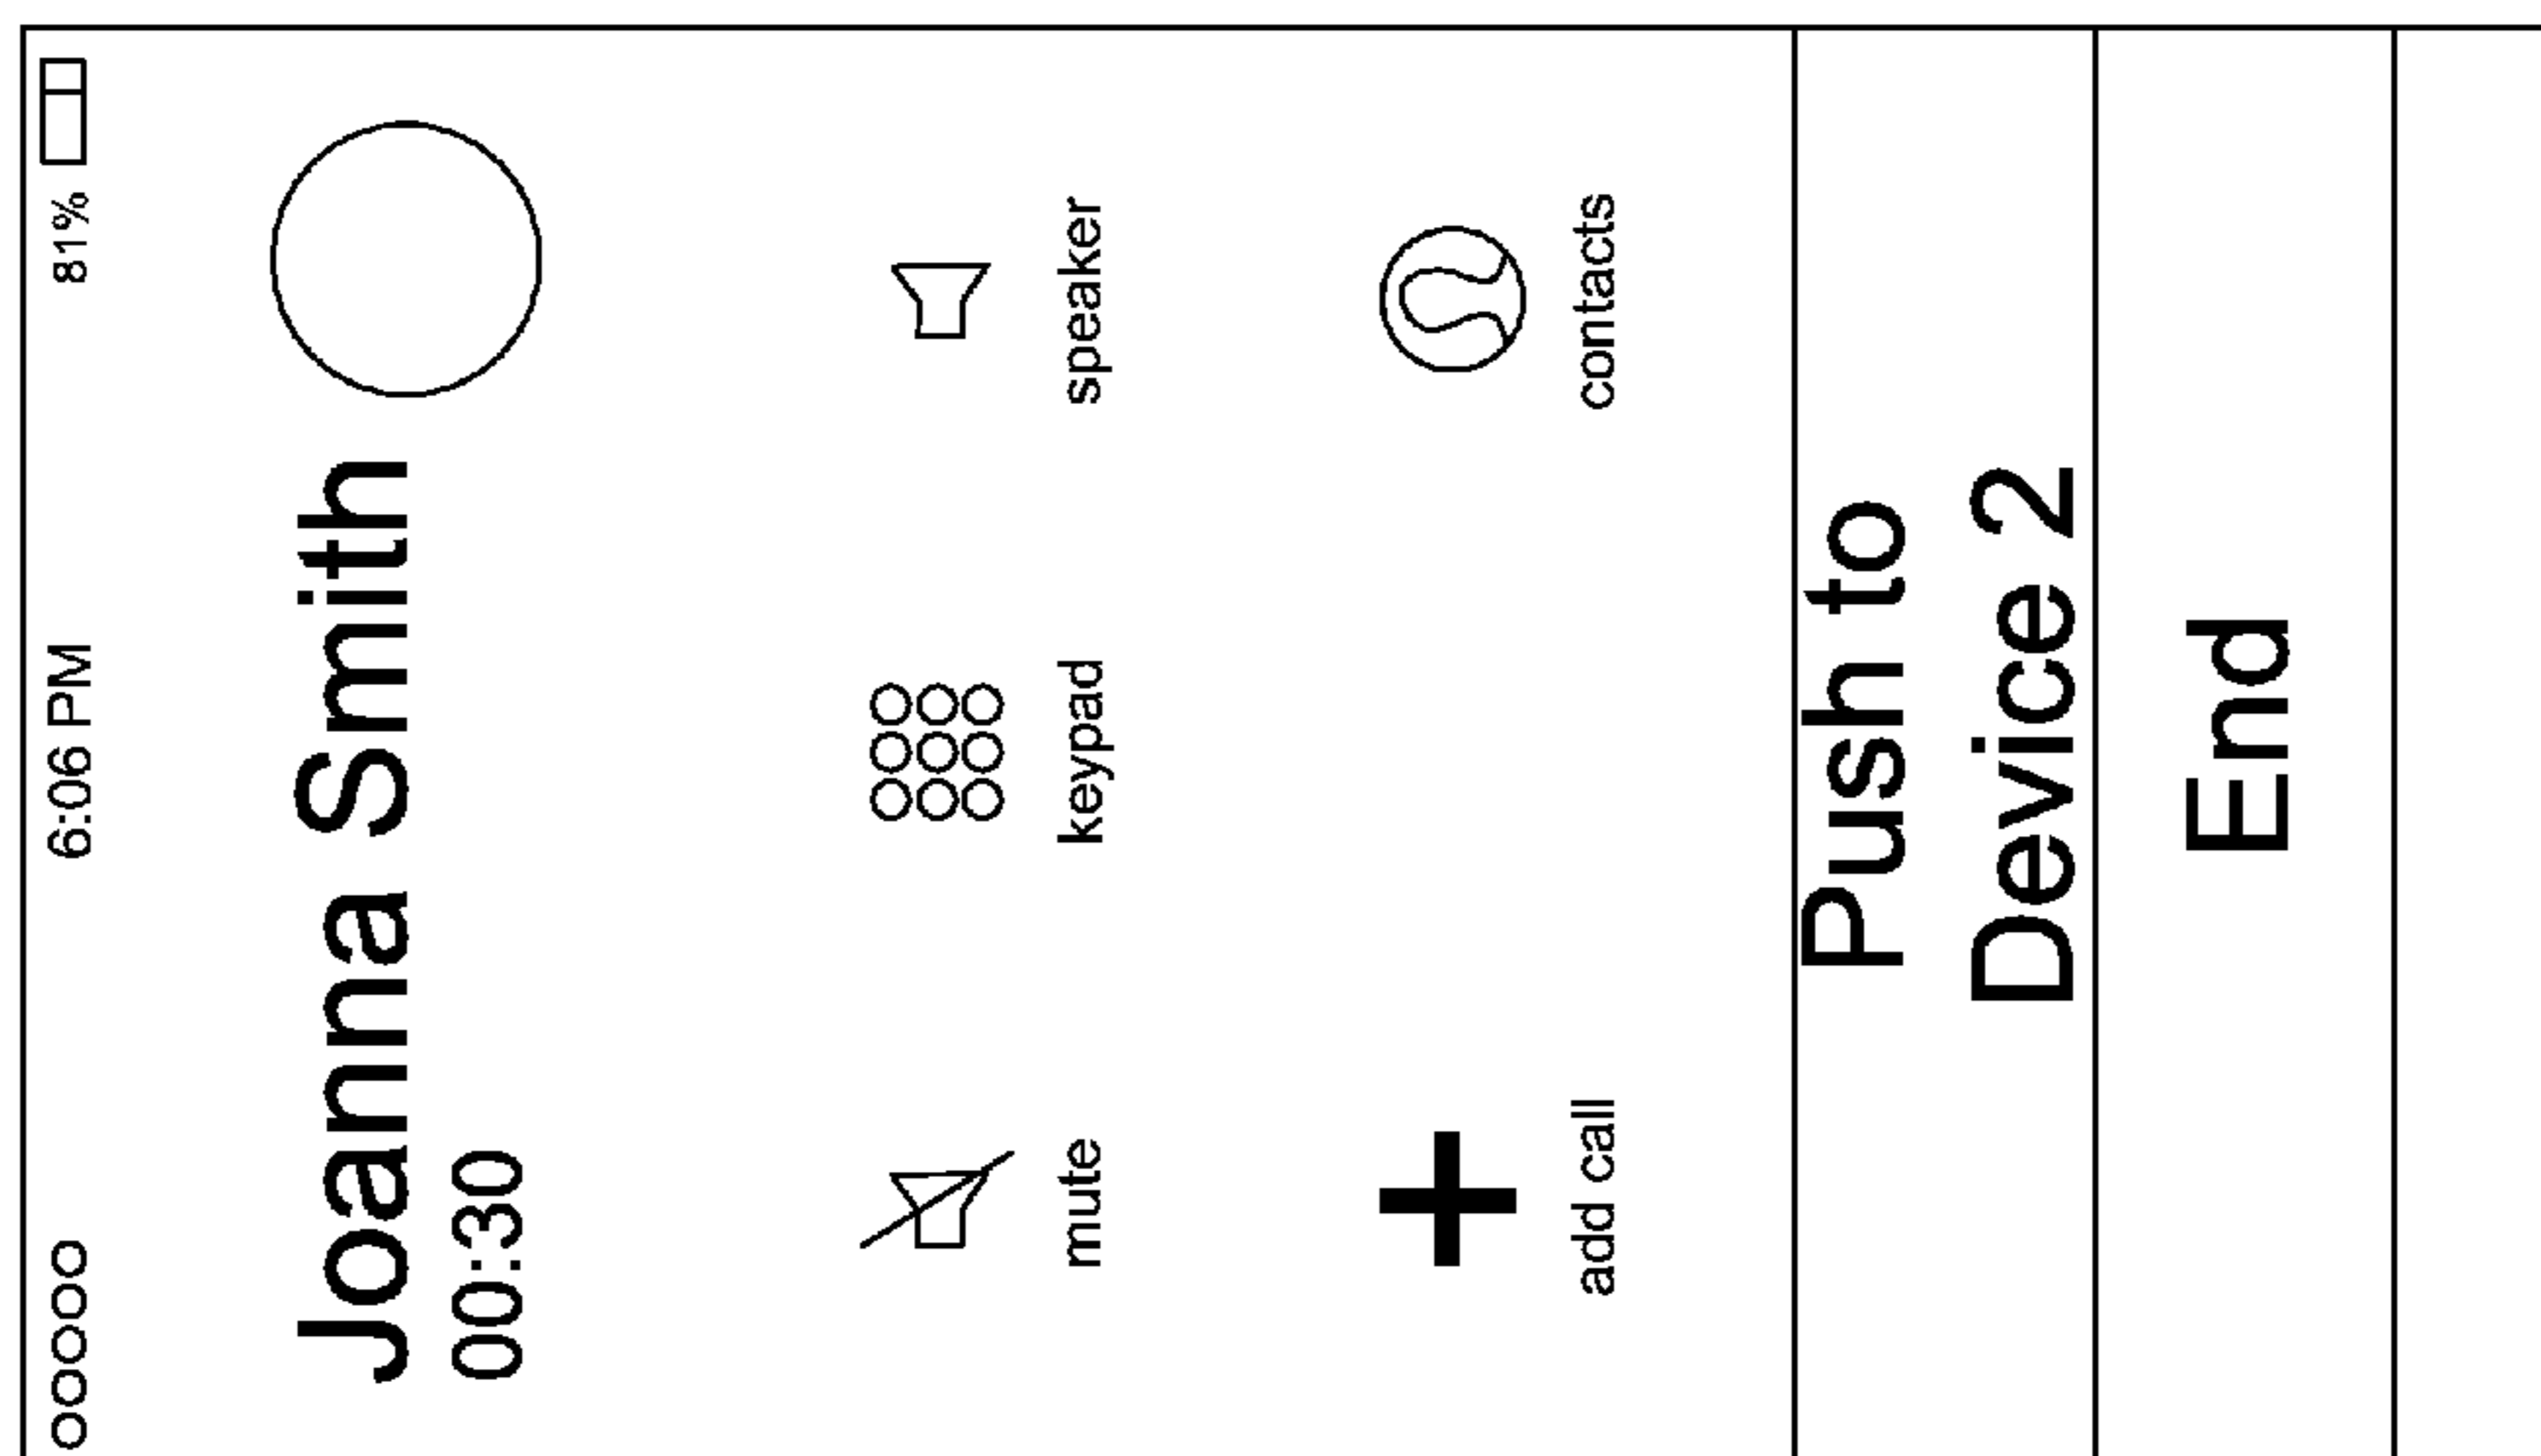 6:06 PM 81%
Joanna Smith
00:30
mute keypad speaker
add call contacts
Push to
Device 2
End